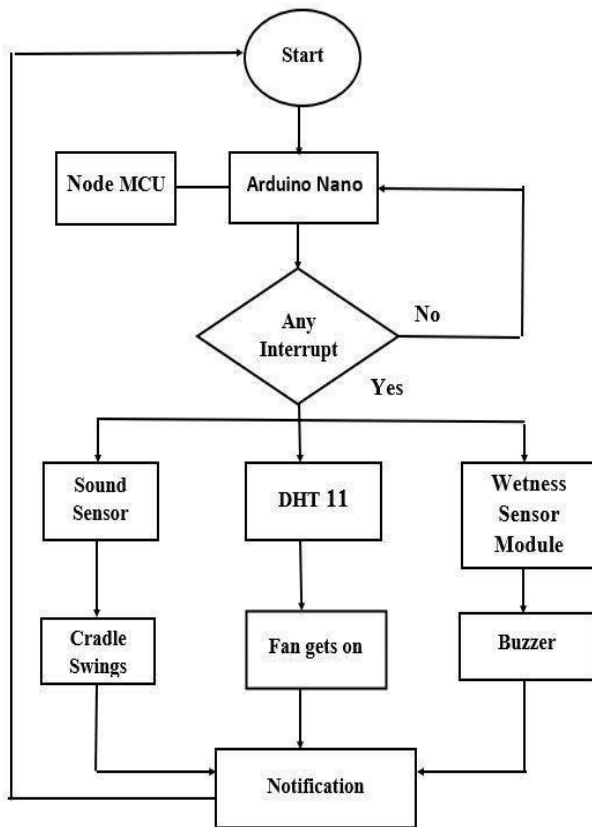 Start
Node MCU
Arduino Nano
Any
Interrupt
No
Yes
Sound
Sensor
DHT 11
Wetness
Sensor
Module
Cradle
Swings
Fan gets on
Buzzer
Notification